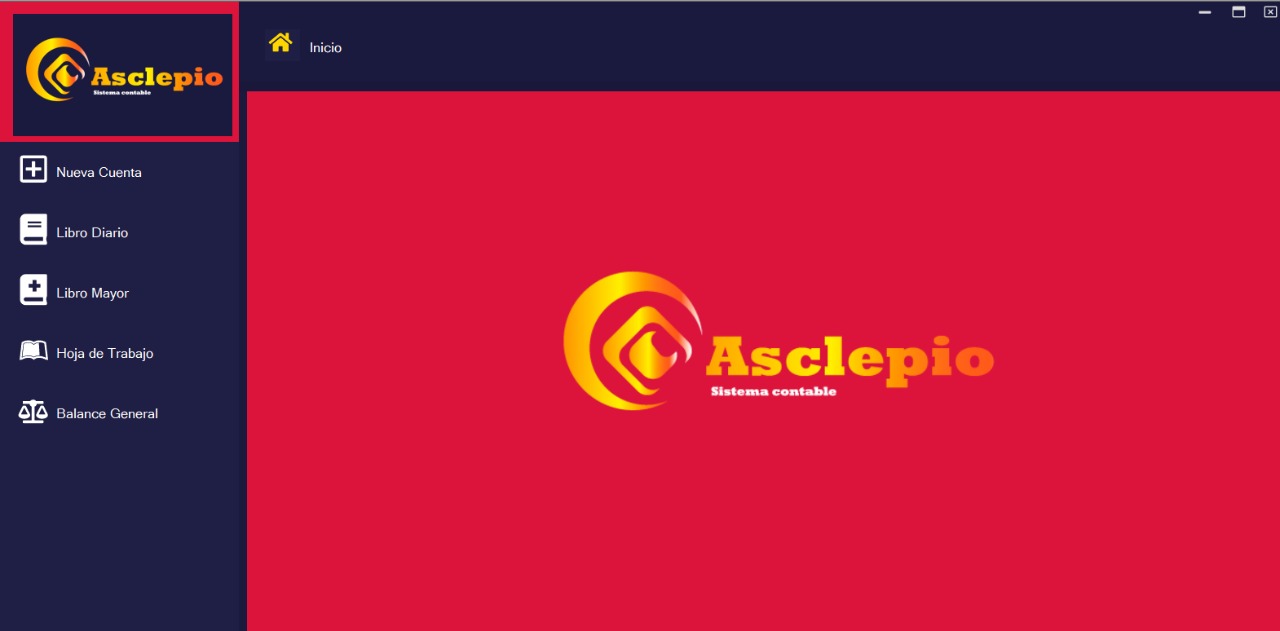 Asclepio
Sistema contable
Inicio
Nueva Cuenta
Libro Diario
Libro Mayor
Hoja de Trabajo
Balance General
Asclepio
Sistema contable